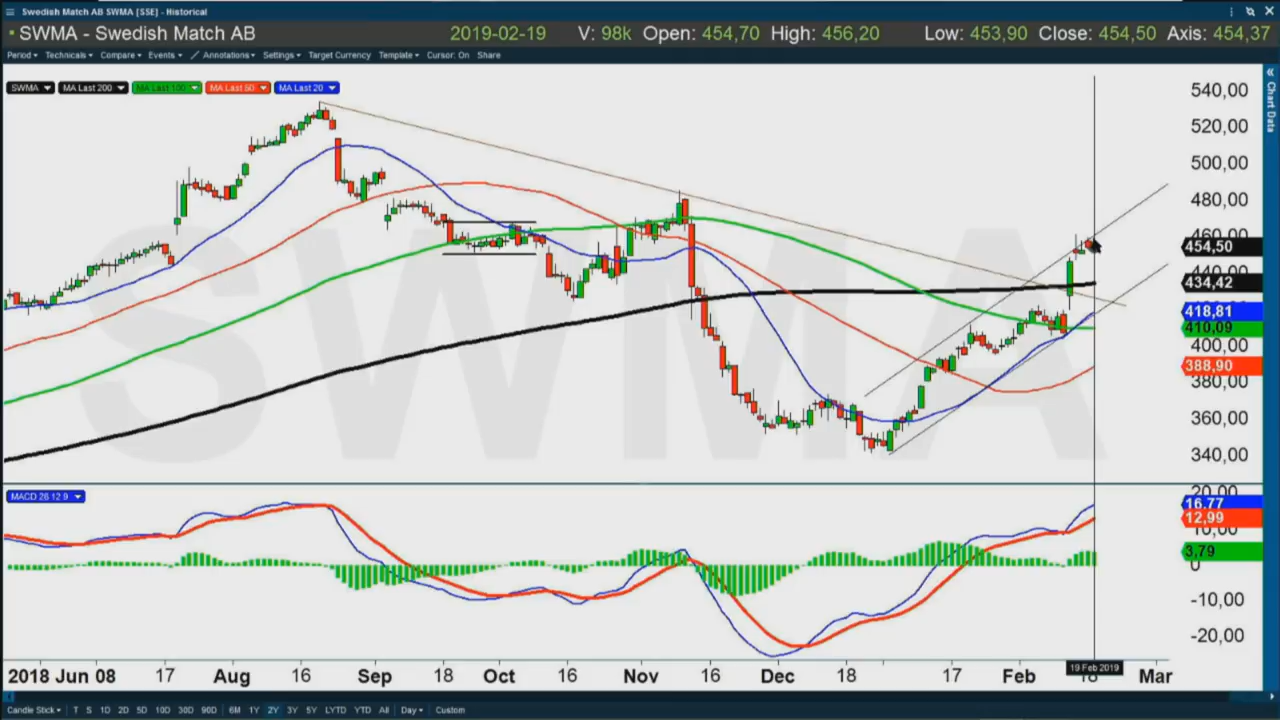 Swedish Match AB SWMA [SSE] - Historical
SWMA - Swedish Match AB 2019-02-19 V: 98k Open: 454,70 High: 456,20 Low: 453,90 Close: 454,50 Axis: 454,37
Period Technicals Compare Events Annotations Settings Target Currency Template Cursor: On Share
SWMA MA Last 200 MA Last 100 MA Last 50 MA Last 20
Chart Data
SWMA
540,00
520,00
500,00
480,00
460,00
454,50
440,00
434,42
418,81
410,09
400,00
388,90
380,00
360,00
340,00
MACD 26 12 9
20,00
16,77
12,99
10,00
3,79
0
-10,00
-20,00
19 Feb 2019
2018 Jun 08 17 Aug 16 Sep 18 Oct 16 Nov 16 Dec 18 17 Feb 18 Mar
Candle Stick T S 1D 2D 5D 10D 30D 90D 6M 1Y 2Y 3Y 5Y LYTD YTD All Day Custom